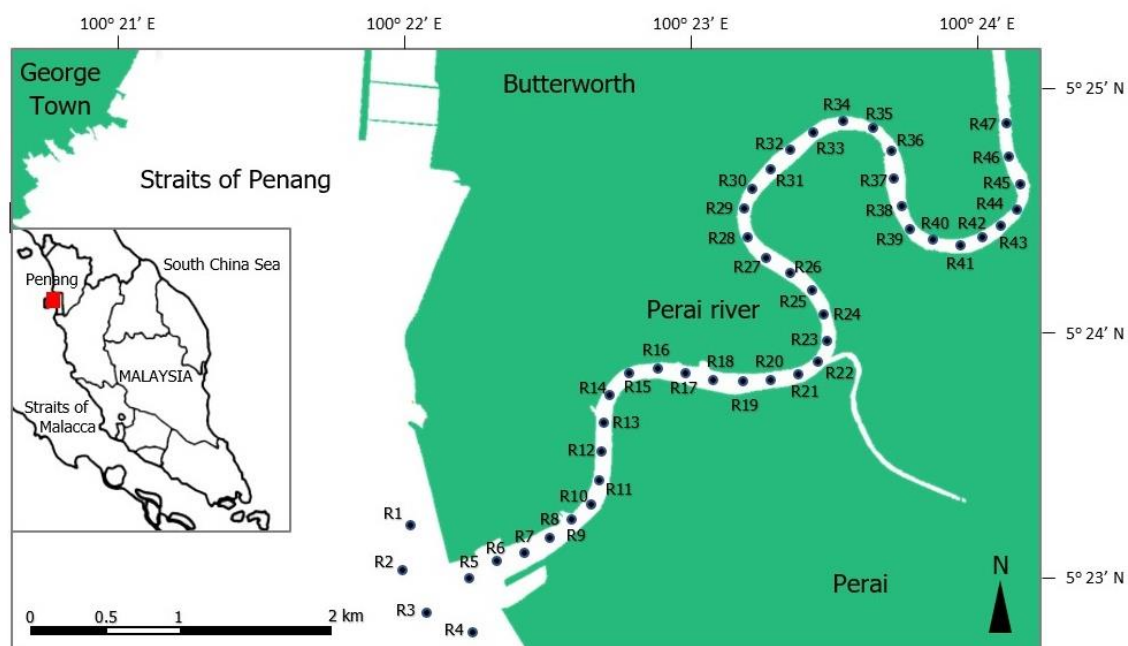 100° 21’ E
100° 22’ E
100° 23’ E
100° 24’ E
George
Town
Butterworth
5° 25’ N
Straits of Penang
R34
R35
R47
R32
R33
R36
R46
R31
R30
R37
R45
R29
R38
R44
R28
R39
R40
R42
R43
R27
R26
R41
South China Sea
Penang
R25
Perai river
R24
5° 24’ N
R23
R16
R18
R20
R22
R14
R15
R17
R19
R21
MALAYSIA
Straits of
Malacca
R13
R12
R11
R10
R1
R8
R9
R7
R6
R2
R5
5° 23’ N
Perai
N
R3
R4
0
0.5
1
2 km